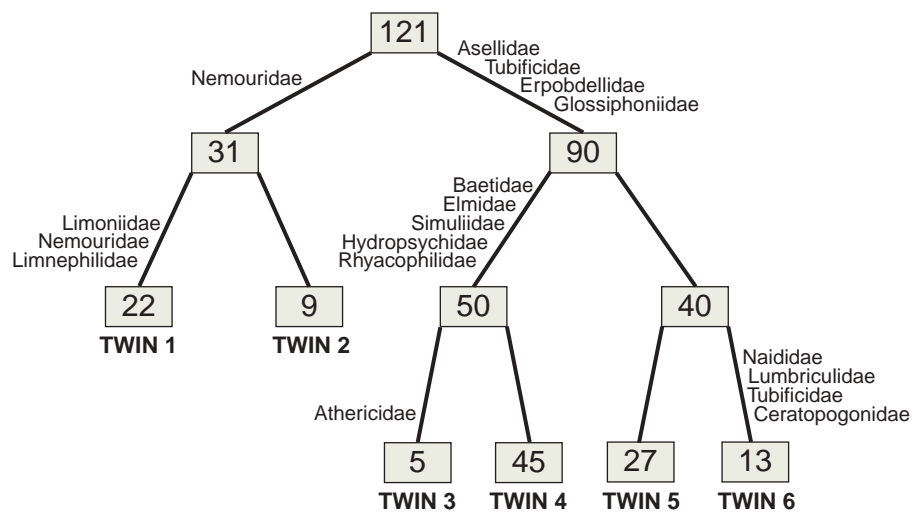 121
Nemouridae
Asellidae
Tubificidae
Erpobdellidae
Glossiphoniidae
31
90
Limoniidae
Nemouridae
Limnephilidae
Baetidae
Elmidae
Simuliidae
Hydropsychidae
Rhyacophilidae
22
9
50
40
TWIN 1
TWIN 2
Athericidae
Naididae
Lumbriculidae
Tubificidae
Ceratopogonidae
5
45
27
13
TWIN 3
TWIN 4
TWIN 5
TWIN 6